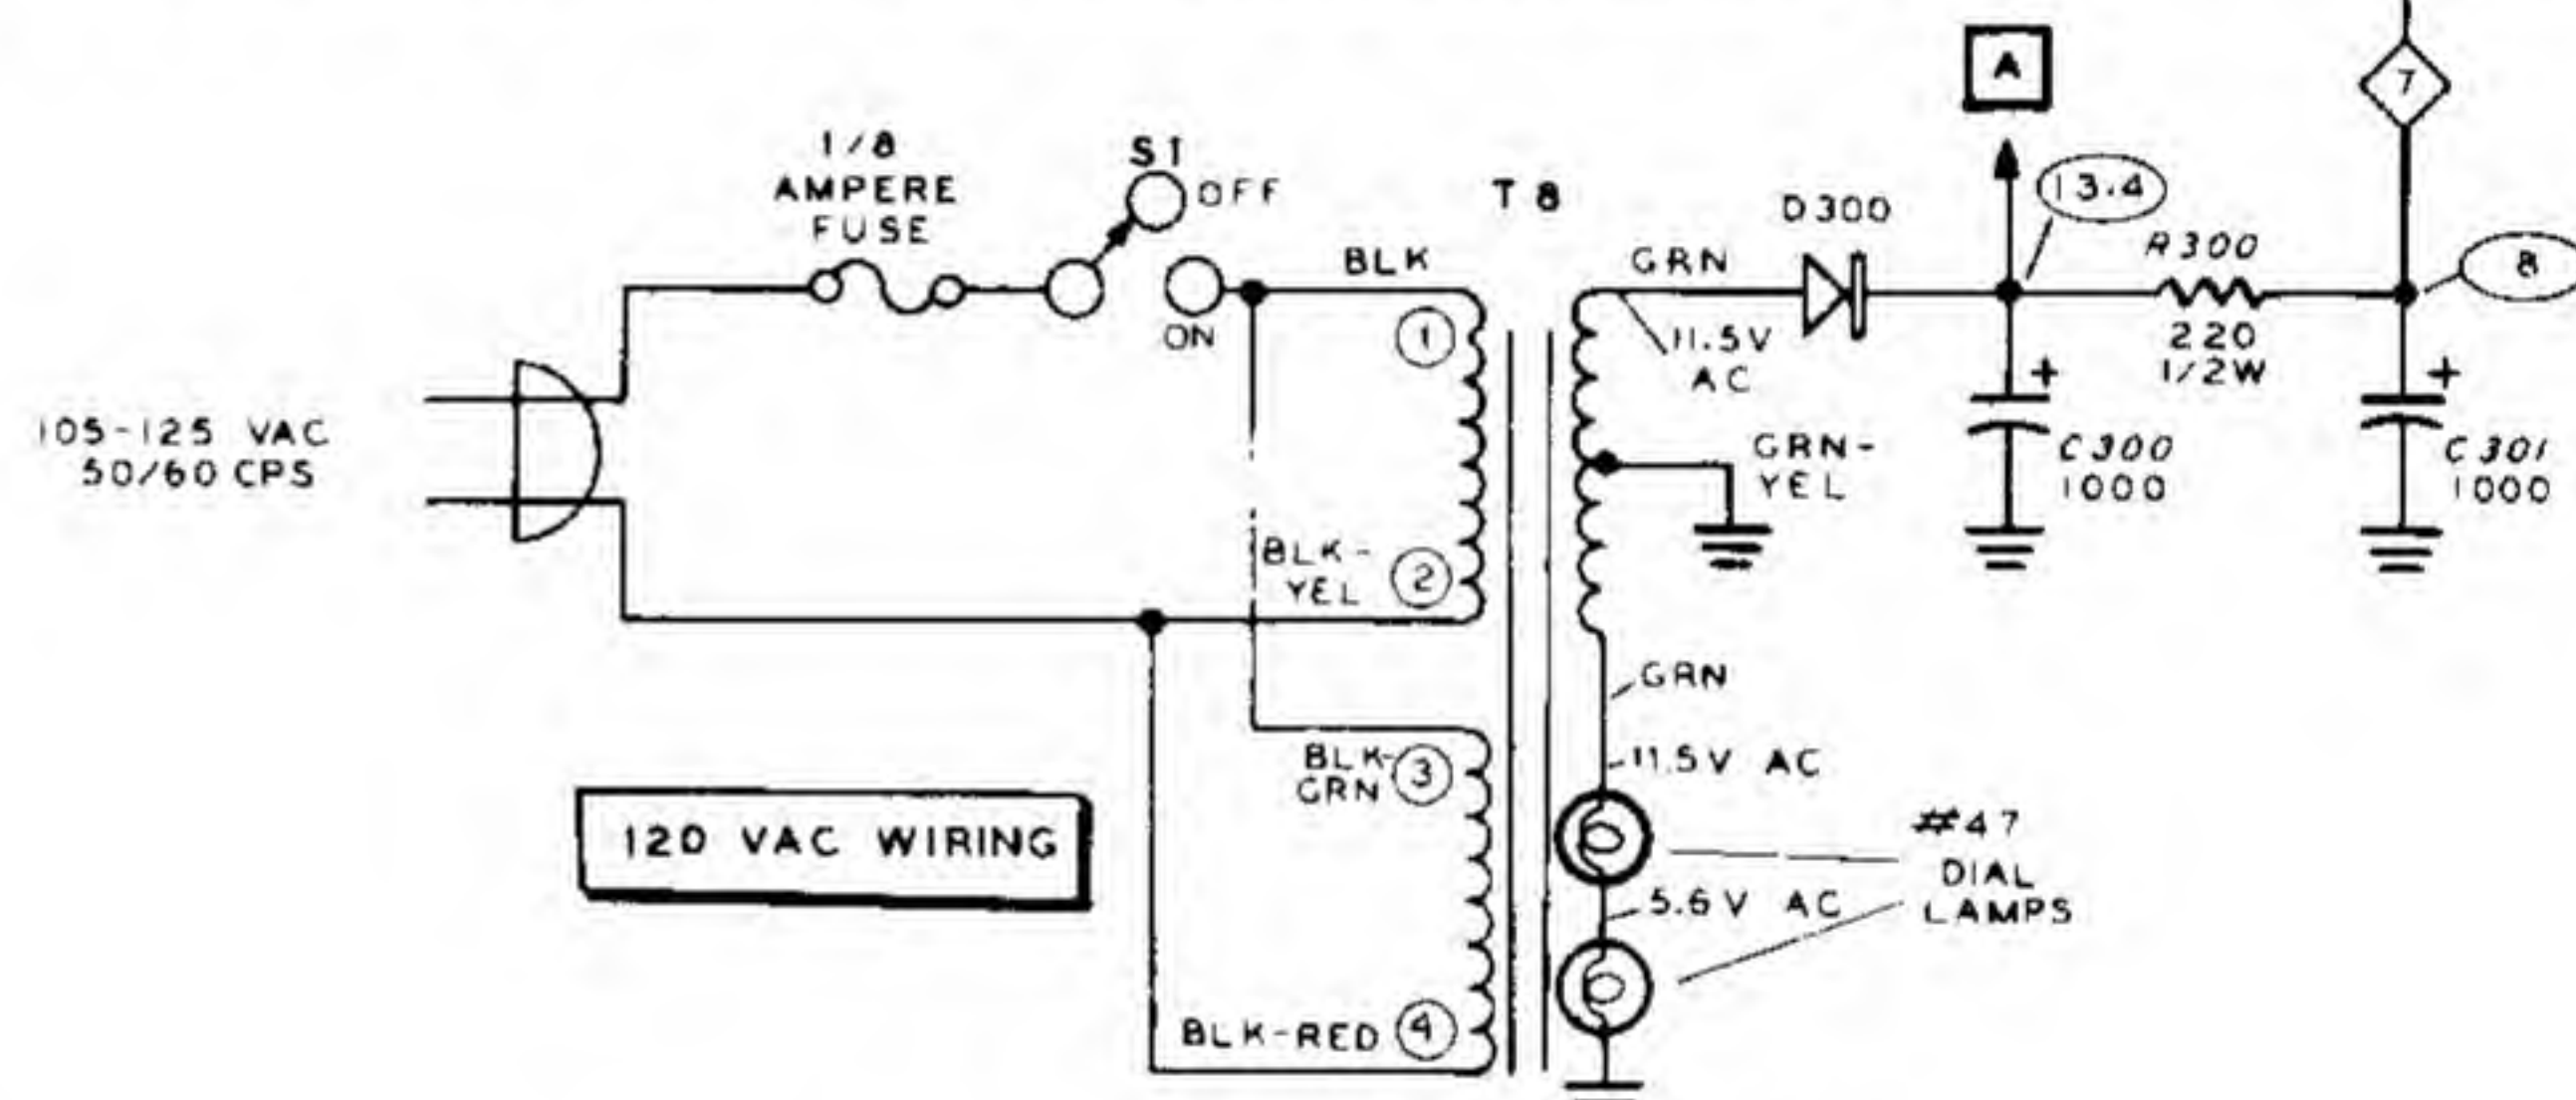 A
7
1/8
AMPERE
FUSE
S1
OFF
ON
T8
D300
13.4
R300
220
1/2W
8
BLK
GRN
11.5V
AC
1
105-125 VAC
50/60 CPS
GRN-
YEL
C300
1000
C301
1000
BLK-
YEL
2
GRN
11.5V AC
BLK-
GRN
3
120 VAC WIRING
#47
DIAL
LAMPS
5.6V AC
BLK-RED
4